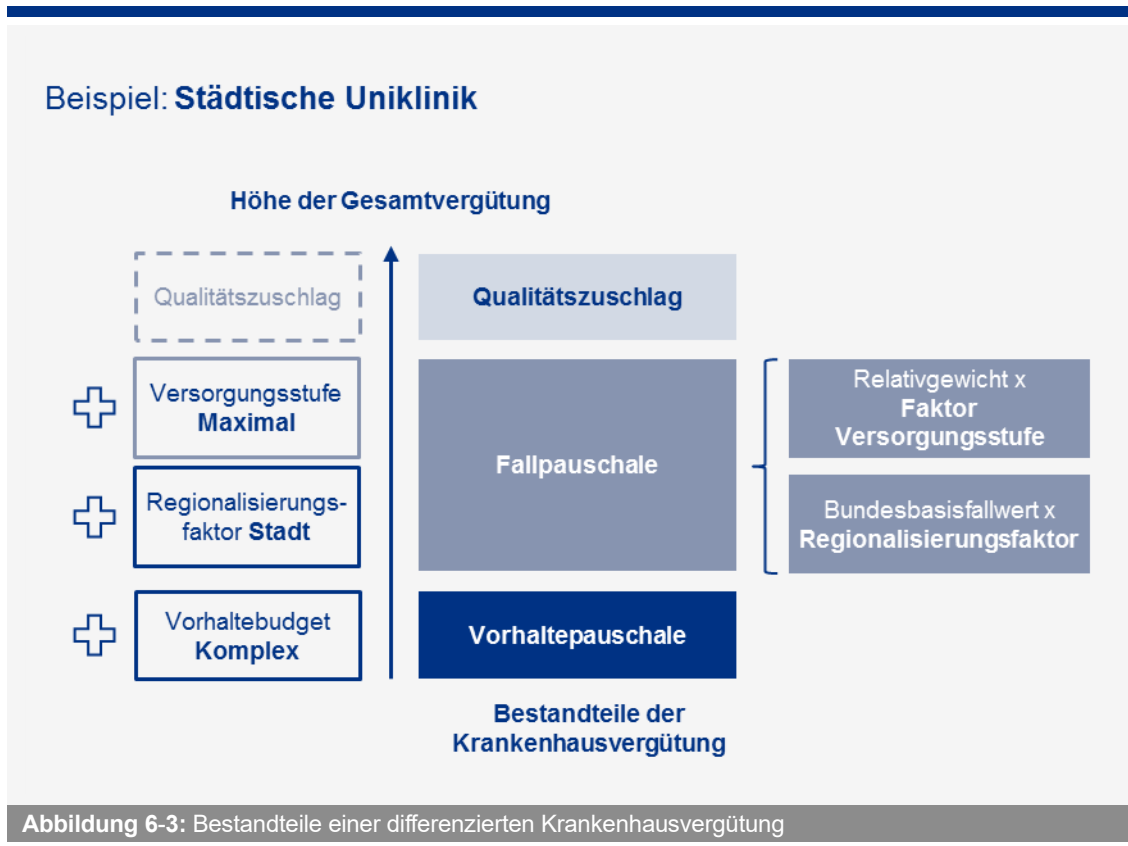 Beispiel: Städtische Uniklinik
Höhe der Gesamtvergütung
Qualitätszuschlag
Versorgungsstufe
Maximal
Regionalisierungs-
faktor Stadt
Vorhaltebudget
Komplex
Qualitätszuschlag
Fallpauschale
Vorhaltepauschale
Relativgewicht x
Faktor
Versorgungsstufe
Bundesbasisfallwert x
Regionalisierungsfaktor
Bestandteile der
Krankenhausvergütung
Abbildung 6-3: Bestandteile einer differenzierten Krankenhausvergütung